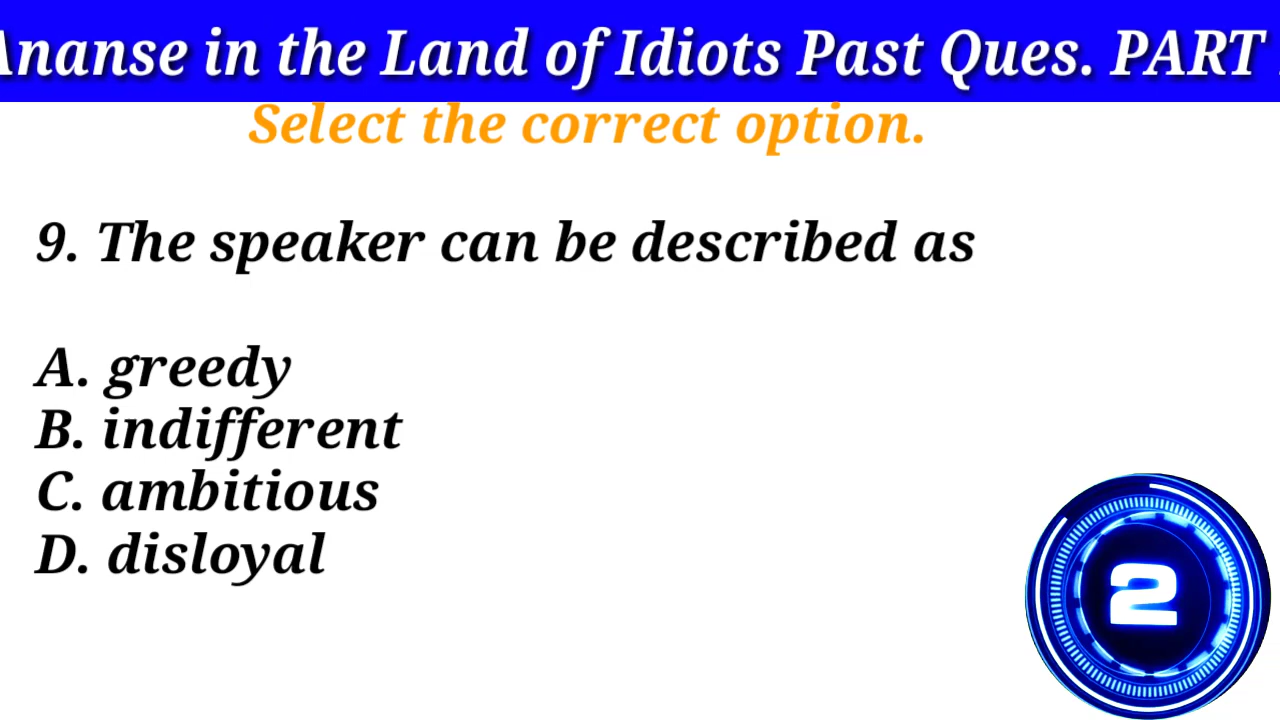 Ananse in the Land of Idiots Past Ques. PART
Select the correct option.
9. The speaker can be described as
A. greedy
B. indifferent
C. ambitious
D. disloyal
2